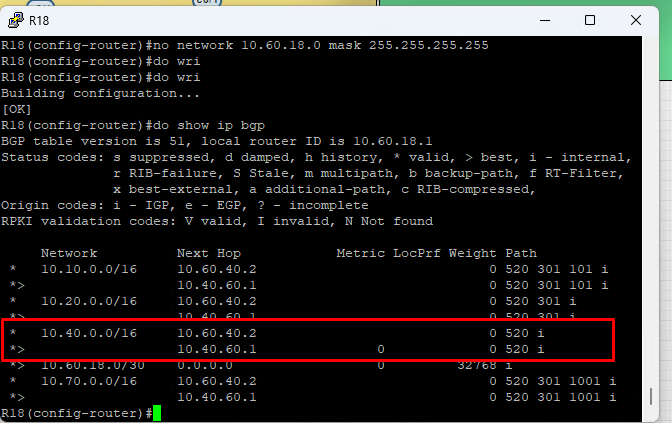 R18
R18(config-router)#no network 10.60.18.0 mask 255.255.255.255
R18(config-router)#do wri
R18(config-router)#do wri
Building configuration...
[OK]
R18(config-router)#do show ip bgp
BGP table version is 51, local router ID is 10.60.18.1
Status codes: s suppressed, d damped, h history, * valid, > best, i - internal,
r RIB-failure, S Stale, m multipath, b backup-path, f RT-Filter,
x best-external, a additional-path, c RIB-compressed,
Origin codes: i - IGP, e - EGP, ? - incomplete
RPKI validation codes: V valid, I invalid, N Not found
Network Next Hop Metric LocPrf Weight Path
* 10.10.0.0/16 10.60.40.2 0 520 301 101 i
*> 10.40.60.1 0 520 301 101 i
* 10.20.0.0/16 10.60.40.2 0 520 301 i
*> 10.40.60.1 0 520 301 i
* 10.40.0.0/16 10.60.40.2 0 520 i
*> 10.40.60.1 0 0 520 i
*> 10.60.18.0/30 0.0.0.0 0 32768 i
* 10.70.0.0/16 10.60.40.2 0 520 301 1001 i
*> 10.40.60.1 0 520 301 1001 i
R18(config-router)#